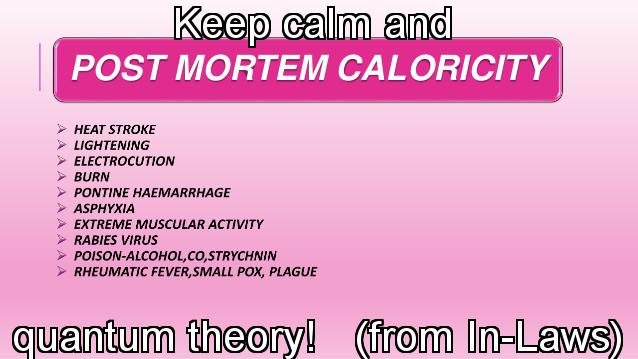 Keep calm and
POST MORTEM CALORICITY
HEAT STROKE
LIGHTENING
ELECTROCUTION
BURN
PONTINE HAEMARRHAGE
ASPHYXIA
EXTREME MUSCULAR ACTIVITY
RABIES VIRUS
POISON-ALCOHOL,CO,STRYCHNIN
RHEUMATIC FEVER,SMALL POX, PLAGUE
quantum theory! (from In-Laws)